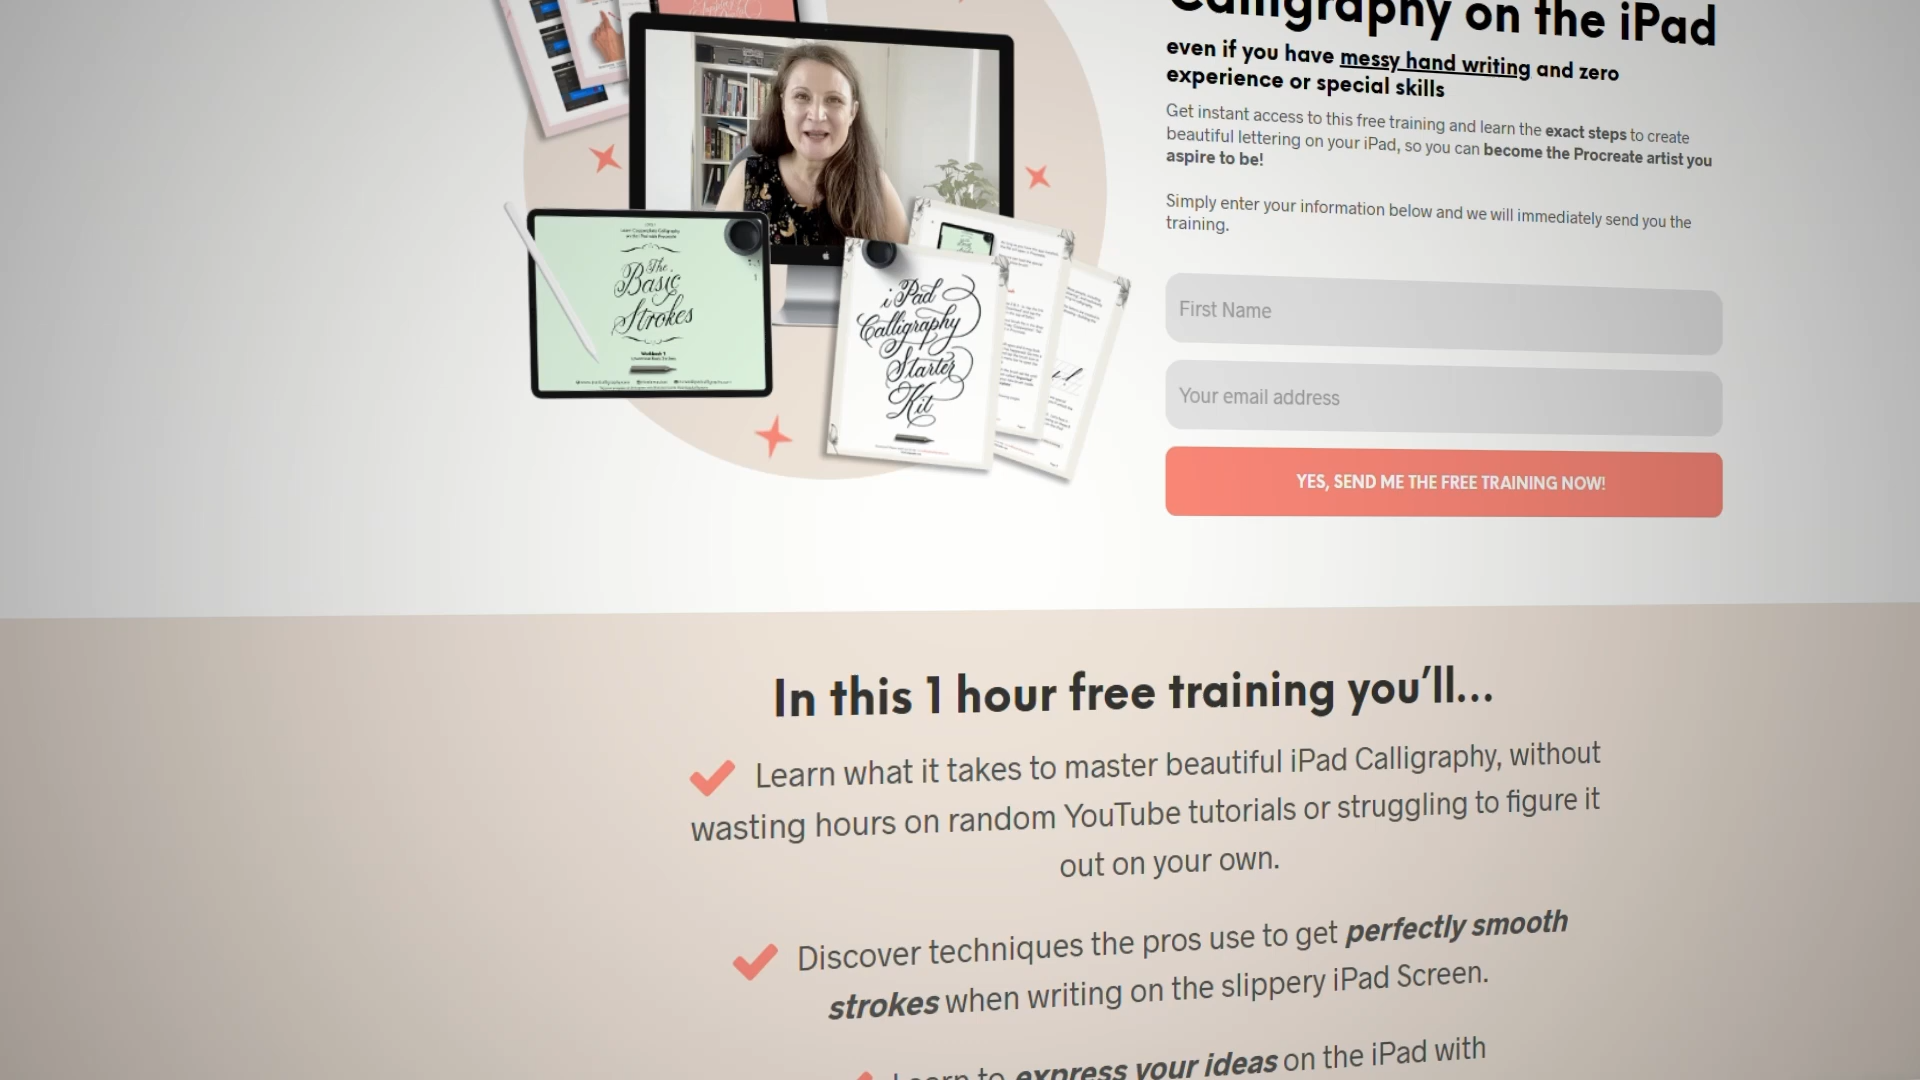 Calligraphy on the iPad
even if you have messy hand writing and zero
experience or special skills
Get instant access to this free training and learn the exact steps to create
beautiful lettering on your iPad, so you can become the Procreate artist you
aspire to be!
Simply enter your information below and we will immediately send you the
training.
First Name
Your email address
YES, SEND ME THE FREE TRAINING NOW!
The
Basic
Strokes
iPad
Calligraphy
Starter
Kit
In this 1 hour free training you'll...
Learn what it takes to master beautiful iPad Calligraphy, without
wasting hours on random YouTube tutorials or struggling to figure it
out on your own.
Discover techniques the pros use to get perfectly smooth
strokes when writing on the slippery iPad Screen.
Learn to express your ideas on the iPad with